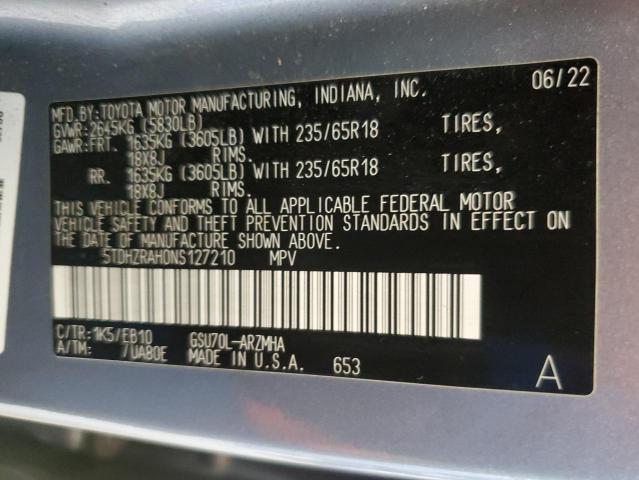 MFD. BY: TOYOTA MOTOR MANUFACTURING, INDIANA, INC. 06/22
GVWR: 2645KG (5830LB)
GAWR: FRT. 1635KG (3605LB) WITH 235/65R18 TIRES,
18X8J RIMS.
RR. 1635KG (3605LB) WITH 235/65R18 TIRES,
18X8J RIMS.
THIS VEHICLE CONFORMS TO ALL APPLICABLE FEDERAL MOTOR
VEHICLE SAFETY AND THEFT PREVENTION STANDARDS IN EFFECT ON
THE DATE OF MANUFACTURE SHOWN ABOVE.
5TDHZRAH0NS127210 MPV
C/TR: 1K5/EB10 GSU70L-ARZMHA
A/TM: /UA80E MADE IN U.S.A. 653
A